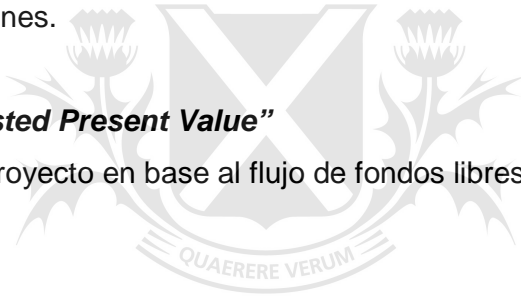 nes.
sted Present Value”
royecto en base al flujo de fondos libres
QUAERERE VERUM